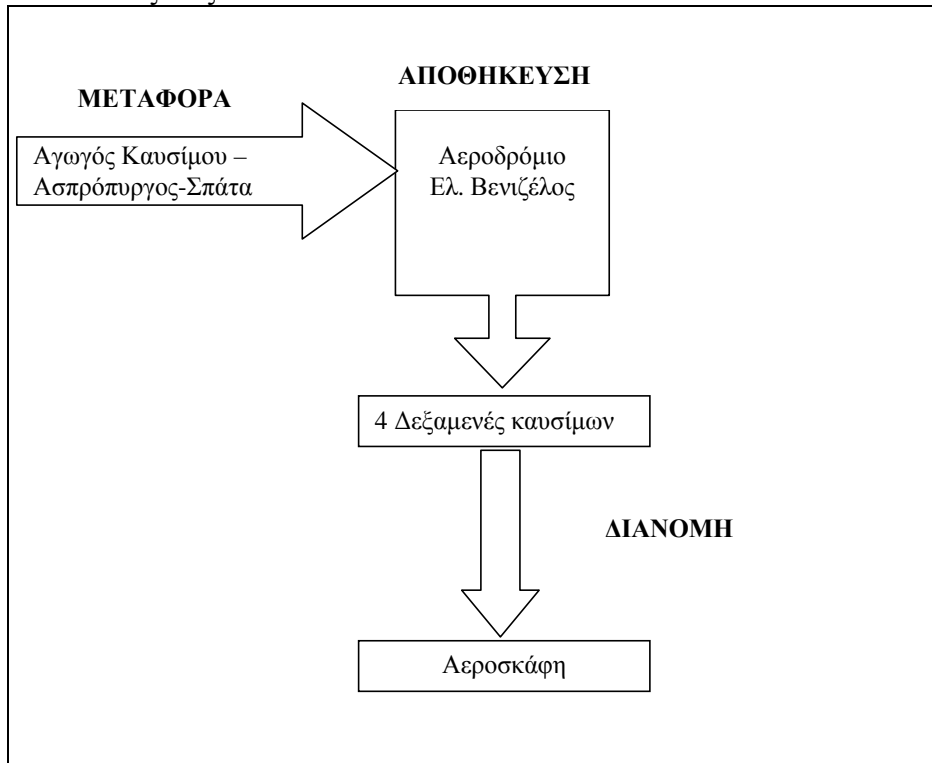 ΜΕΤΑΦΟΡΑ
ΑΠΟΘΗΚΕΥΣΗ
Αγωγός Καυσίμου –
Ασπρόπυργος-Σπάτα
Αεροδρόμιο
Ελ. Βενιζέλος
4 Δεξαμενές καυσίμων
ΔΙΑΝΟΜΗ
Αεροσκάφη